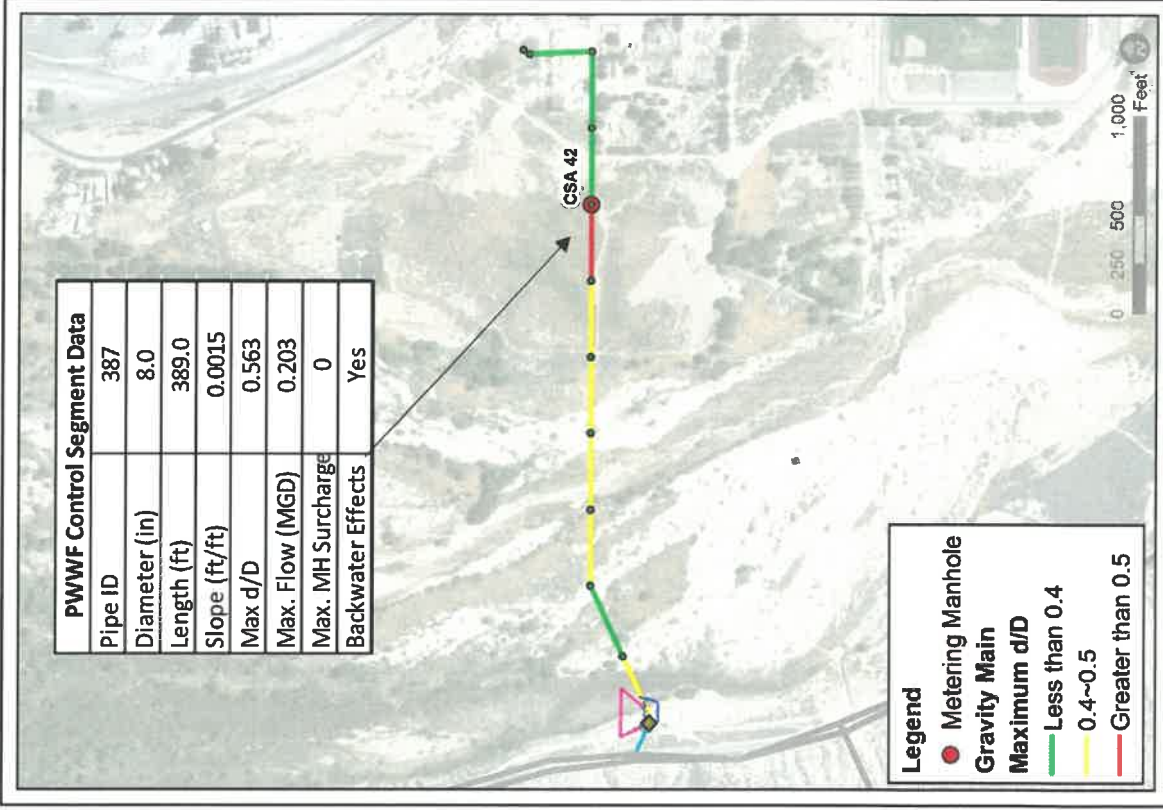 PWWF Control Segment Data
Pipe ID 387
Diameter (in) 8.0
Length (ft) 389.0
Slope (ft/ft) 0.0015
Max d/D 0.563
Max. Flow (MGD) 0.203
Max. MH Surcharge 0
Backwater Effects Yes
CSA 42
Legend
Metering Manhole
Gravity Main
Maximum d/D
Less than 0.4
0.4~0.5
Greater than 0.5
0 250 500 1,000
Feet